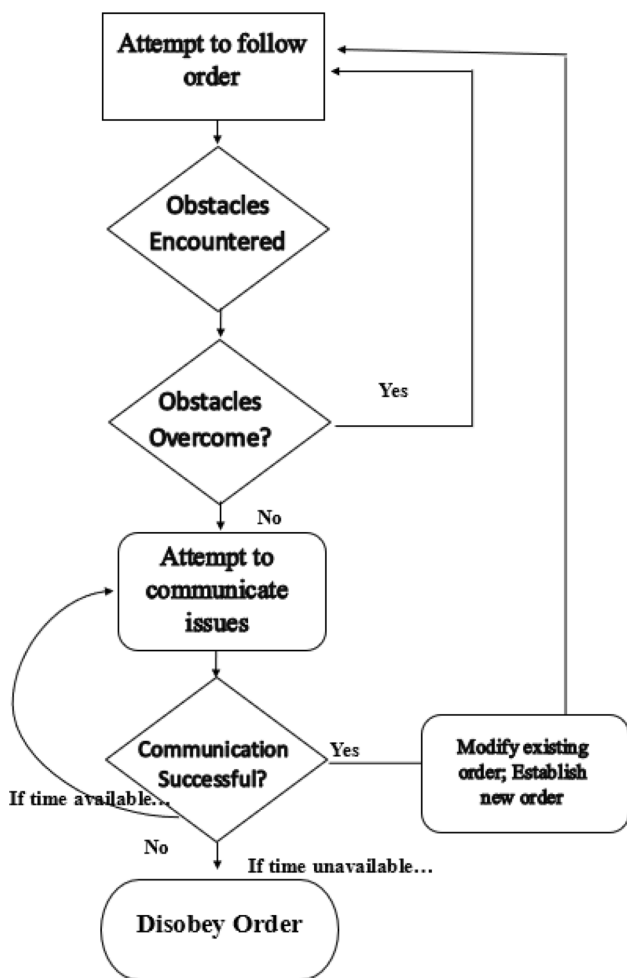 Attempt to follow
order
Obstacles
Encountered
Obstacles
Overcome?
Yes
No
Attempt to
communicate
issues
Communication
Successful?
Yes
Modify existing
order; Establish
new order
If time available...
No
If time unavailable...
Disobey Order